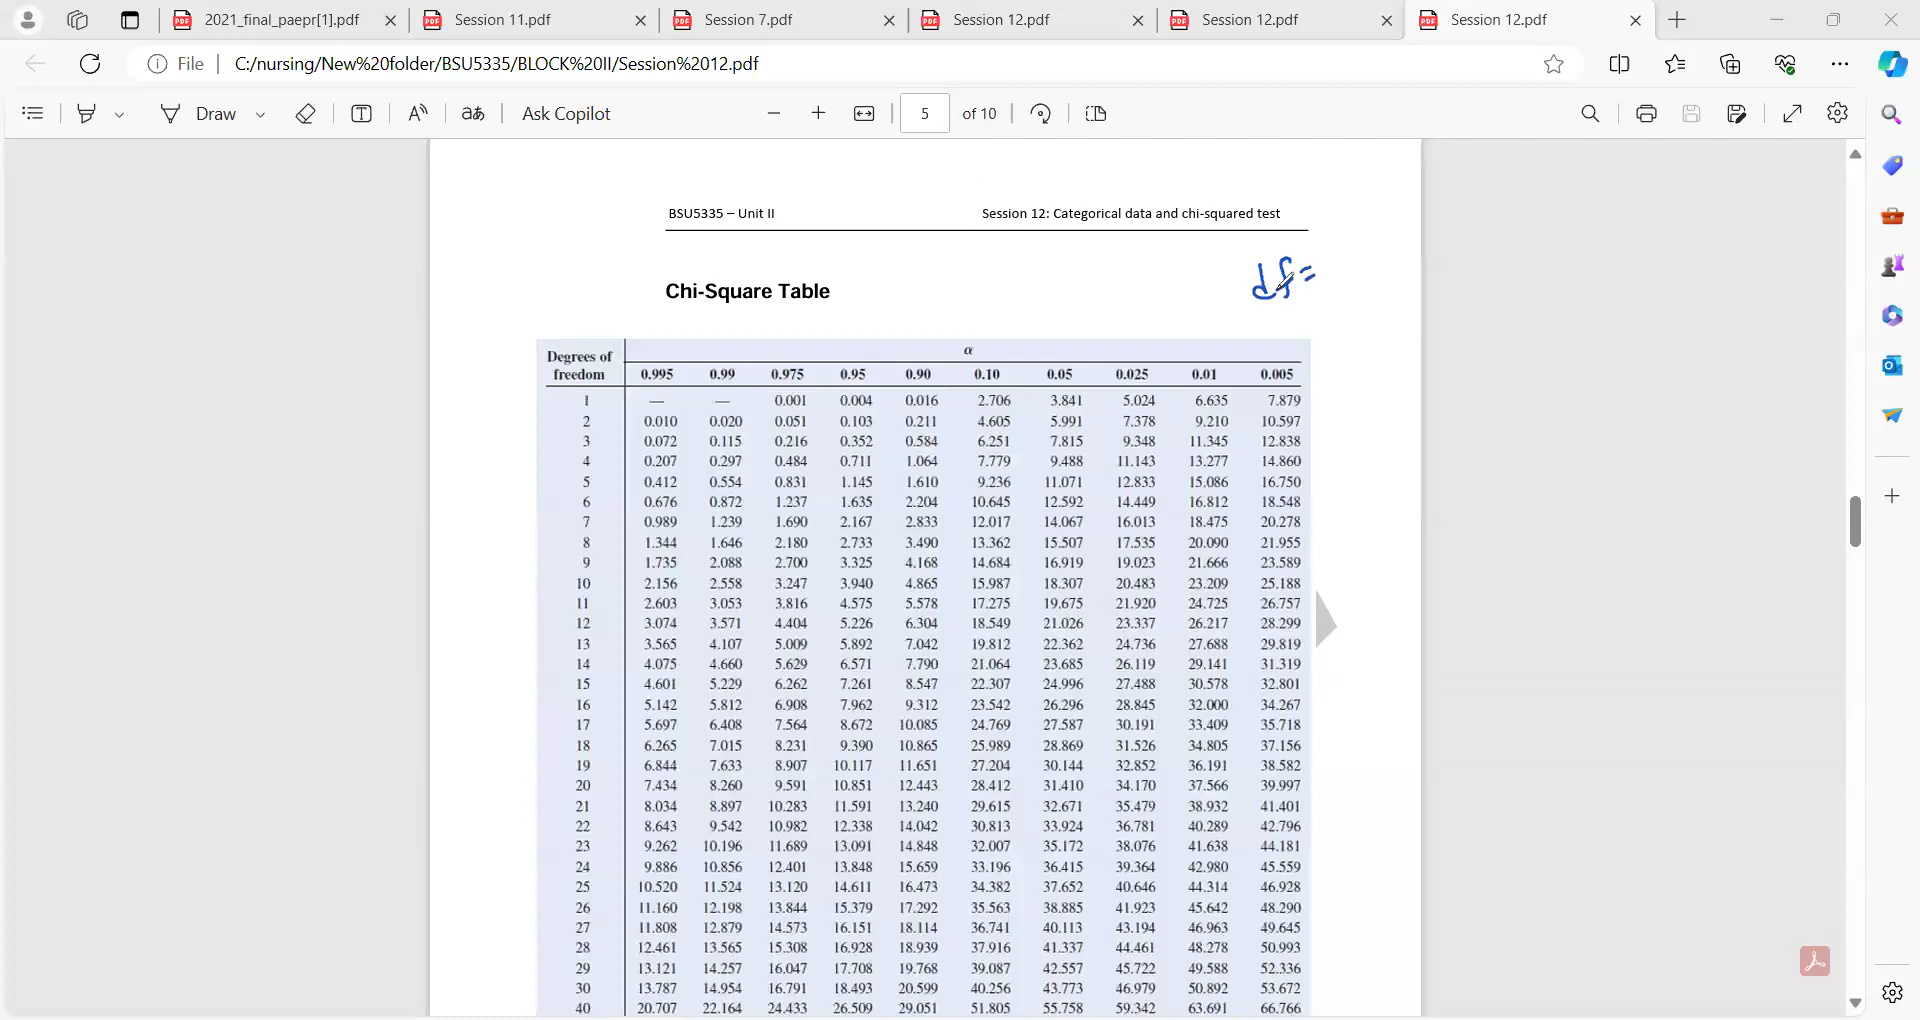 2021_final_paepr[1].pdf
Session 11.pdf
Session 7.pdf
Session 12.pdf
Session 12.pdf
Session 12.pdf
File
C:/nursing/New%20folder/BSU5335/BLOCK%20II/Session%2012.pdf
Draw
Ask Copilot
5 of 10
BSU5335 – Unit II
Session 12: Categorical data and chi-squared test
df=
Chi-Square Table
Degrees of freedom
α
0.995 0.99 0.975 0.95 0.90 0.10 0.05 0.025 0.01 0.005
1 — — 0.001 0.004 0.016 2.706 3.841 5.024 6.635 7.879
2 0.010 0.020 0.051 0.103 0.211 4.605 5.991 7.378 9.210 10.597
3 0.072 0.115 0.216 0.352 0.584 6.251 7.815 9.348 11.345 12.838
4 0.207 0.297 0.484 0.711 1.064 7.779 9.488 11.143 13.277 14.860
5 0.412 0.554 0.831 1.145 1.610 9.236 11.071 12.833 15.086 16.750
6 0.676 0.872 1.237 1.635 2.204 10.645 12.592 14.449 16.812 18.548
7 0.989 1.239 1.690 2.167 2.833 12.017 14.067 16.013 18.475 20.278
8 1.344 1.646 2.180 2.733 3.490 13.362 15.507 17.535 20.090 21.955
9 1.735 2.088 2.700 3.325 4.168 14.684 16.919 19.023 21.666 23.589
10 2.156 2.558 3.247 3.940 4.865 15.987 18.307 20.483 23.209 25.188
11 2.603 3.053 3.816 4.575 5.578 17.275 19.675 21.920 24.725 26.757
12 3.074 3.571 4.404 5.226 6.304 18.549 21.026 23.337 26.217 28.299
13 3.565 4.107 5.009 5.892 7.042 19.812 22.362 24.736 27.688 29.819
14 4.075 4.660 5.629 6.571 7.790 21.064 23.685 26.119 29.141 31.319
15 4.601 5.229 6.262 7.261 8.547 22.307 24.996 27.488 30.578 32.801
16 5.142 5.812 6.908 7.962 9.312 23.542 26.296 28.845 32.000 34.267
17 5.697 6.408 7.564 8.672 10.085 24.769 27.587 30.191 33.409 35.718
18 6.265 7.015 8.231 9.390 10.865 25.989 28.869 31.526 34.805 37.156
19 6.844 7.633 8.907 10.117 11.651 27.204 30.144 32.852 36.191 38.582
20 7.434 8.260 9.591 10.851 12.443 28.412 31.410 34.170 37.566 39.997
21 8.034 8.897 10.283 11.591 13.240 29.615 32.671 35.479 38.932 41.401
22 8.643 9.542 10.982 12.338 14.042 30.813 33.924 36.781 40.289 42.796
23 9.262 10.196 11.689 13.091 14.848 32.007 35.172 38.076 41.638 44.181
24 9.886 10.856 12.401 13.848 15.659 33.196 36.415 39.364 42.980 45.559
25 10.520 11.524 13.120 14.611 16.473 34.382 37.652 40.646 44.314 46.928
26 11.160 12.198 13.844 15.379 17.292 35.563 38.885 41.923 45.642 48.290
27 11.808 12.879 14.573 16.151 18.114 36.741 40.113 43.194 46.963 49.645
28 12.461 13.565 15.308 16.928 18.939 37.916 41.337 44.461 48.278 50.993
29 13.121 14.257 16.047 17.708 19.768 39.087 42.557 45.722 49.588 52.336
30 13.787 14.954 16.791 18.493 20.599 40.256 43.773 46.979 50.892 53.672
40 20.707 22.164 24.433 26.509 29.051 51.805 55.758 59.342 63.691 66.766